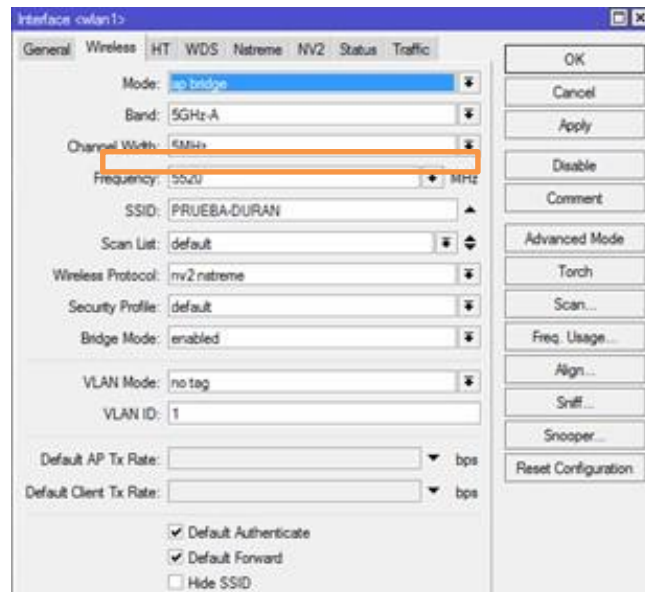 Interface <wlan1>
General Wireless HT WDS Nstreme NV2 Status Traffic
Mode: ap bridge
Band: 5GHz-A
Channel Width: 5MHz
Frequency: 5520 MHz
SSID: PRUEBA-DURAN
Scan List: default
Wireless Protocol: nv2 nstreme
Security Profile: default
Bridge Mode: enabled
VLAN Mode: no tag
VLAN ID: 1
Default AP Tx Rate: bps
Default Client Tx Rate: bps
Default Authenticate
Default Forward
Hide SSID
OK
Cancel
Apply
Disable
Comment
Advanced Mode
Torch
Scan...
Freq. Usage...
Align...
Sniff...
Snooper...
Reset Configuration